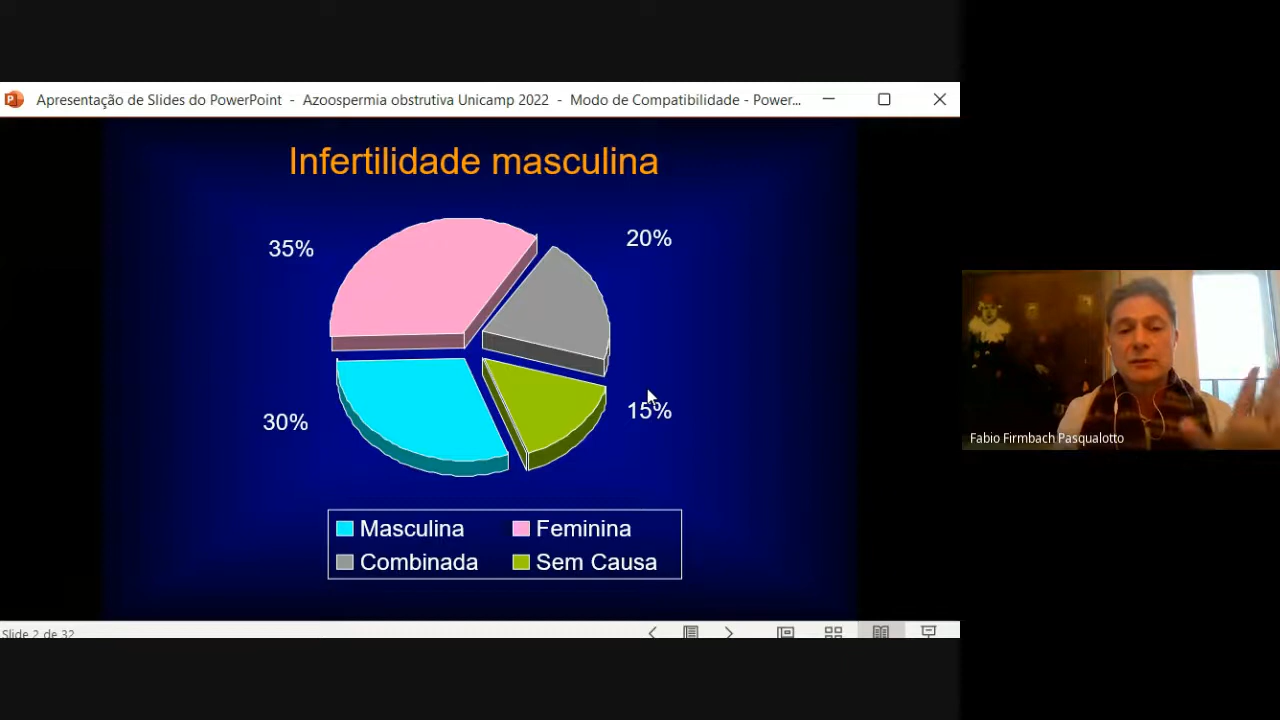 Apresentação de Slides do PowerPoint - Azoospermia obstrutiva Unicamp 2022 - Modo de Compatibilidade - Power...
Infertilidade masculina
35%
20%
30%
15%
Masculina
Feminina
Combinada
Sem Causa
Slide 2 de 32
Fabio Firmbach Pasqualotto